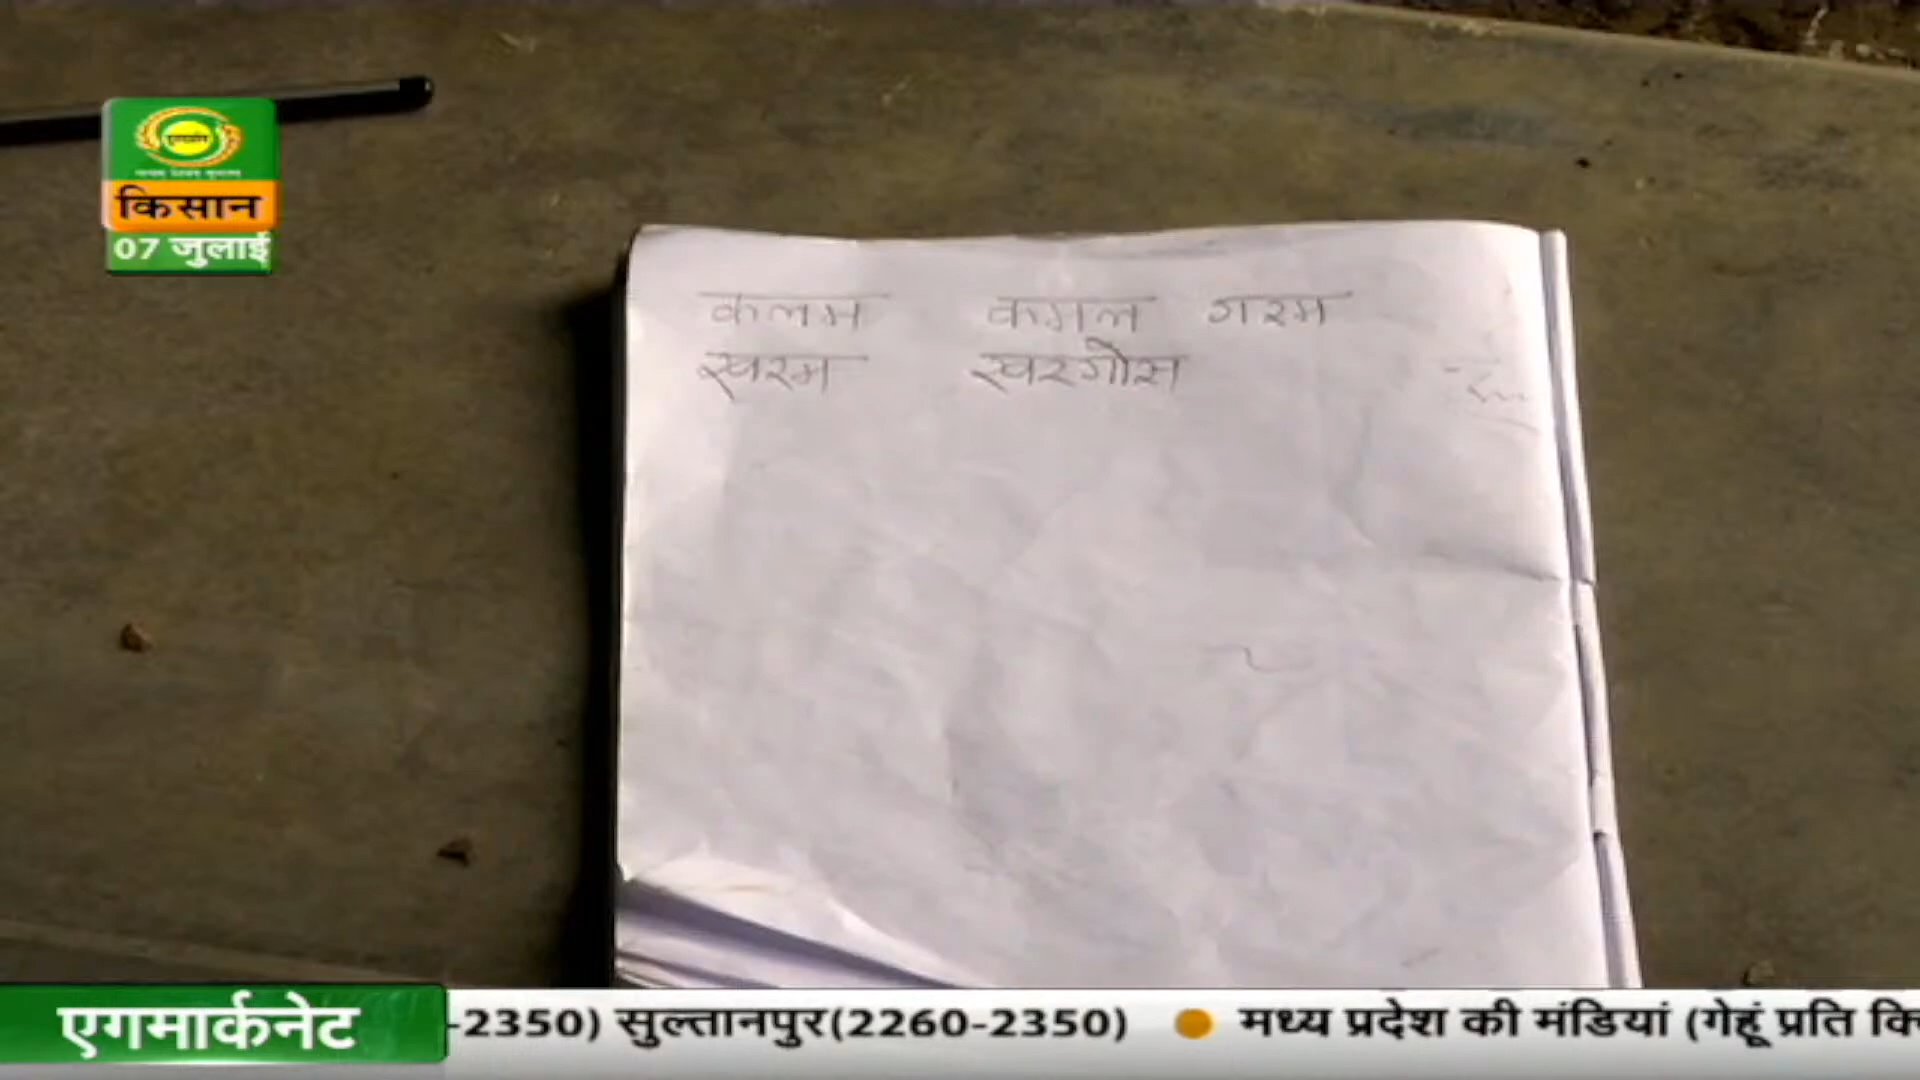 किसान
07 जुलाई
कलम कमल गरम
खरम खरगोस
एगमार्कनेट
-2350) सुल्तानपुर(2260-2350) ● मध्य प्रदेश की मंडियां (गेहूं प्रति